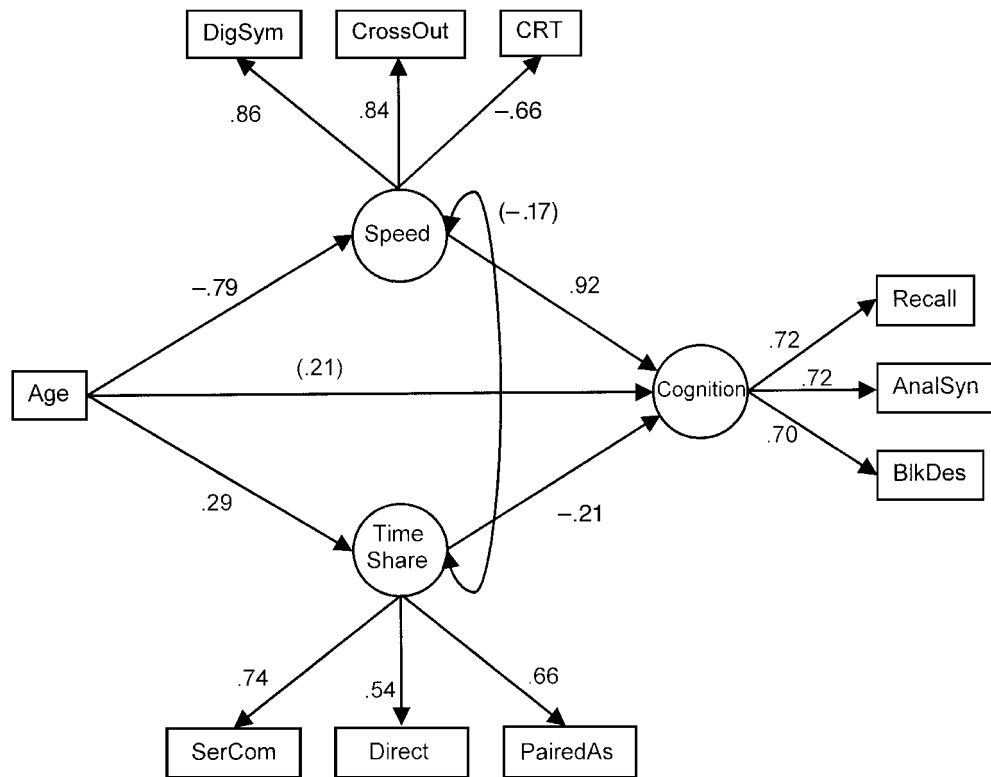 DigSym
CrossOut
CRT
.86
.84
–.66
Speed
(–.17)
–.79
.92
Recall
.72
(.21)
.72
AnalSyn
Age
Cognition
.70
BlkDes
.29
–.21
Time
Share
.74
.54
.66
SerCom
Direct
PairedAs